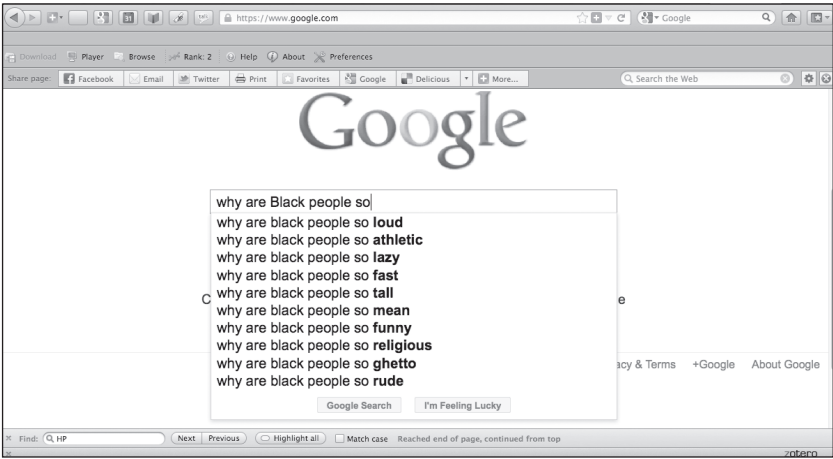 31 https://www.google.com Google
Download Player Browse Rank: 2 Help About Preferences
Share page: Facebook Email Twitter Print Favorites Google Delicious More... Search the Web
Google
why are Black people so
why are black people so loud
why are black people so athletic
why are black people so lazy
why are black people so fast
why are black people so tall
why are black people so mean
why are black people so funny
why are black people so religious
why are black people so ghetto
why are black people so rude
C e
acy & Terms +Google About Google
Google Search I'm Feeling Lucky
Find: HP Next Previous Highlight all Match case Reached end of page, continued from top
zotero